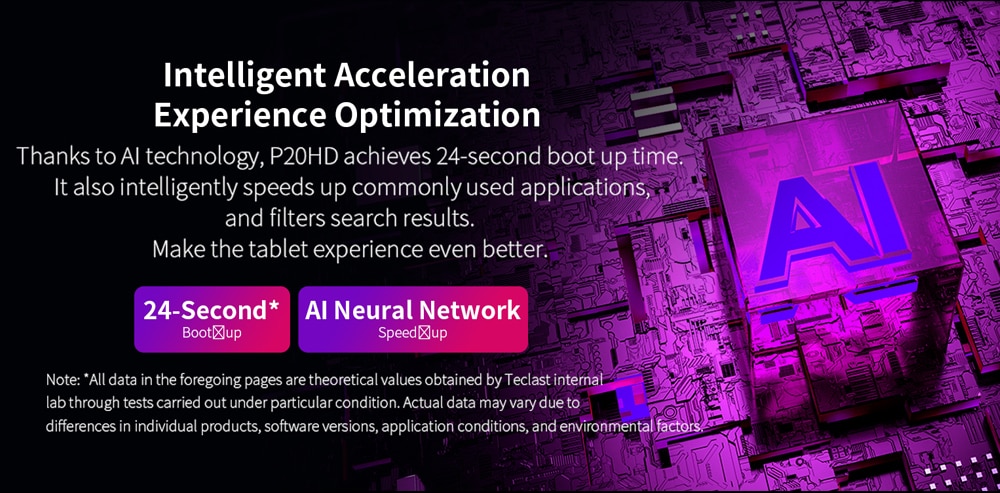 Intelligent Acceleration
Experience Optimization
Thanks to AI technology, P20HD achieves 24-second boot up time.
It also intelligently speeds up commonly used applications,
and filters search results.
Make the tablet experience even better.
24-Second*
Boot☒up
AI Neural Network
Speed☒up
Note: *All data in the foregoing pages are theoretical values obtained by Teclast internal
lab through tests carried out under particular condition. Actual data may vary due to
differences in individual products, software versions, application conditions, and environmental factors.
AI